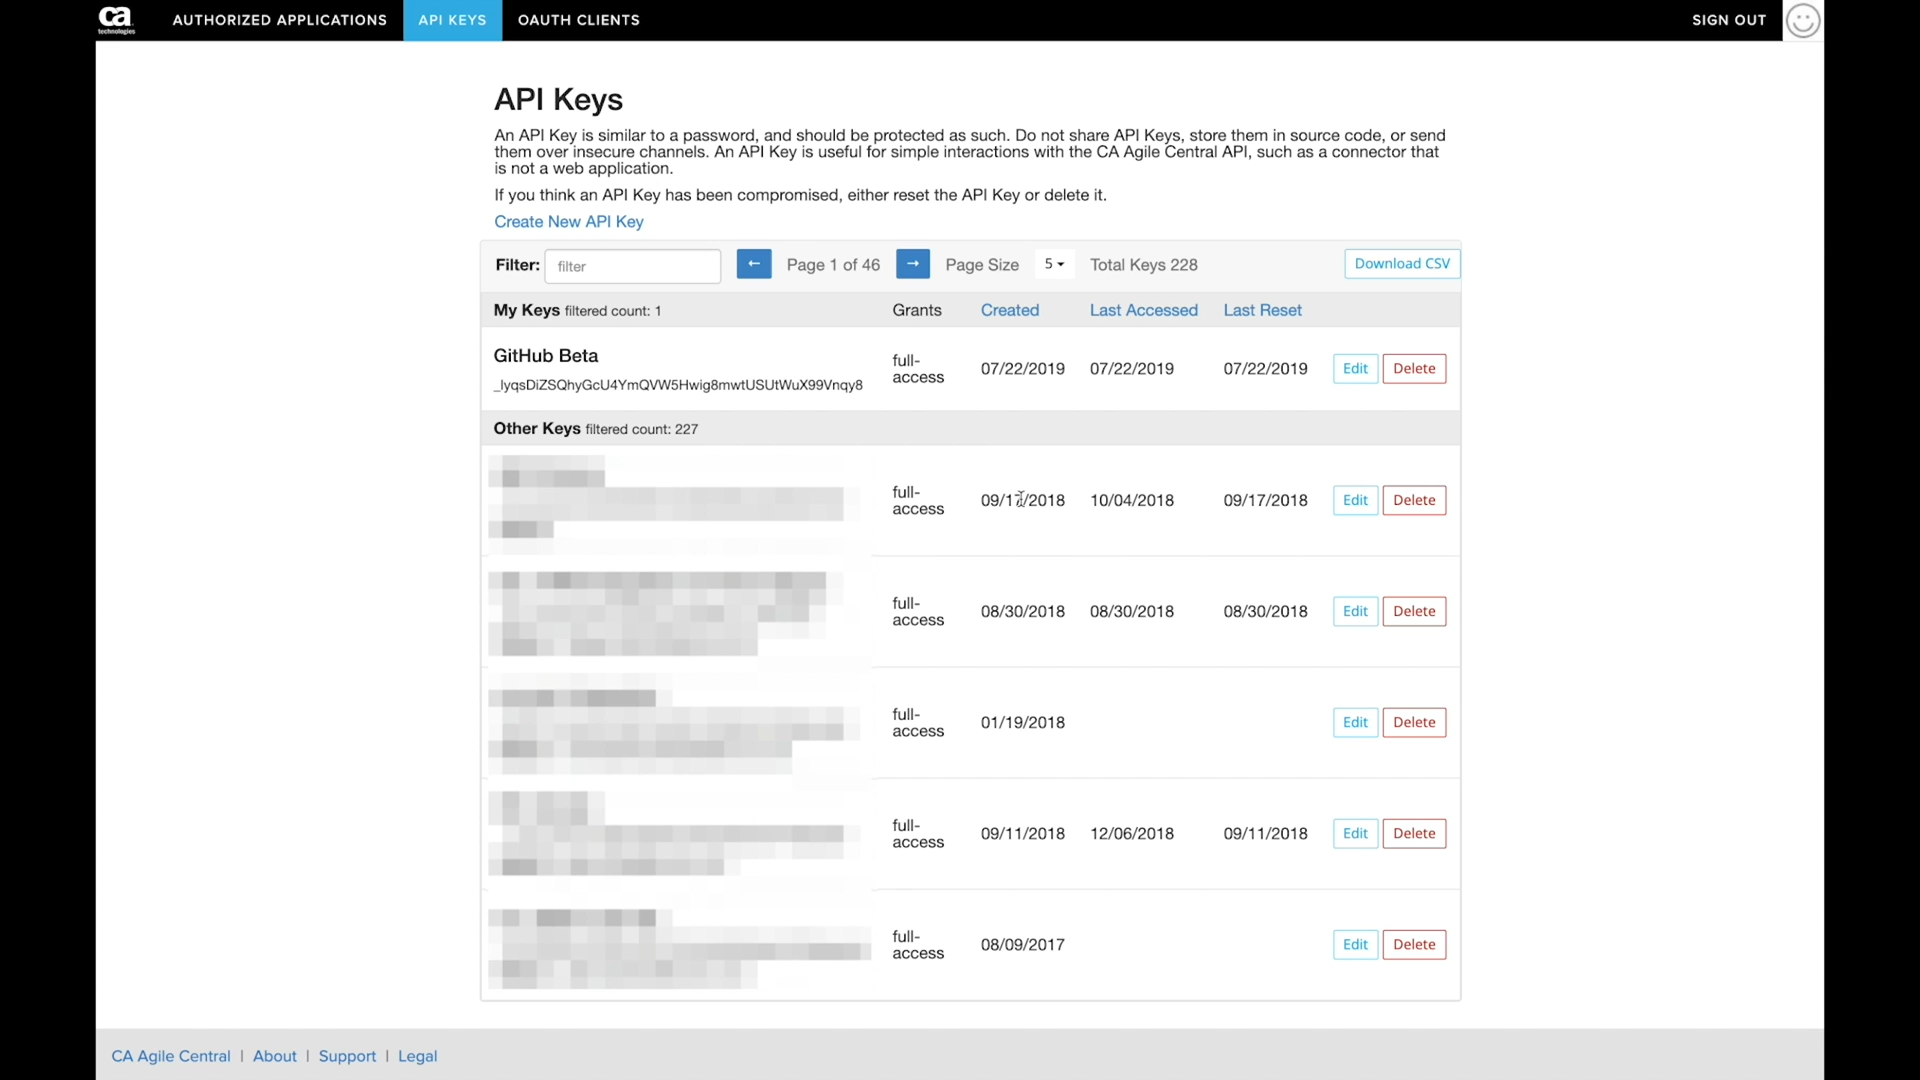 ca
technologies
AUTHORIZED APPLICATIONS API KEYS OAUTH CLIENTS SIGN OUT
API Keys
An API Key is similar to a password, and should be protected as such. Do not share API Keys, store them in source code, or send
them over insecure channels. An API Key is useful for simple interactions with the CA Agile Central API, such as a connector that
is not a web application.
If you think an API Key has been compromised, either reset the API Key or delete it.
Create New API Key
Filter: filter ← Page 1 of 46 → Page Size 5 Total Keys 228 Download CSV
My Keys filtered count: 1 Grants Created Last Accessed Last Reset
GitHub Beta
_lyqsDiZSQhyGcU4YmQVW5Hwig8mwtUSUtWuX99Vnqy8
full-
access
07/22/2019 07/22/2019 07/22/2019 Edit Delete
Other Keys filtered count: 227
full-
access
09/17/2018 10/04/2018 09/17/2018 Edit Delete
full-
access
08/30/2018 08/30/2018 08/30/2018 Edit Delete
full-
access
01/19/2018 Edit Delete
full-
access
09/11/2018 12/06/2018 09/11/2018 Edit Delete
full-
access
08/09/2017 Edit Delete
CA Agile Central | About | Support | Legal